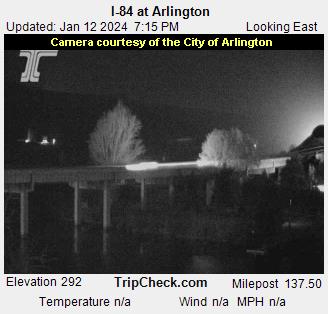 I-84 at Arlington
Updated: Jan 12 2024 7:15 PM Looking East
Camera courtesy of the City of Arlington
Elevation 292 TripCheck.com Milepost 137.50
Temperature n/a Wind n/a MPH n/a